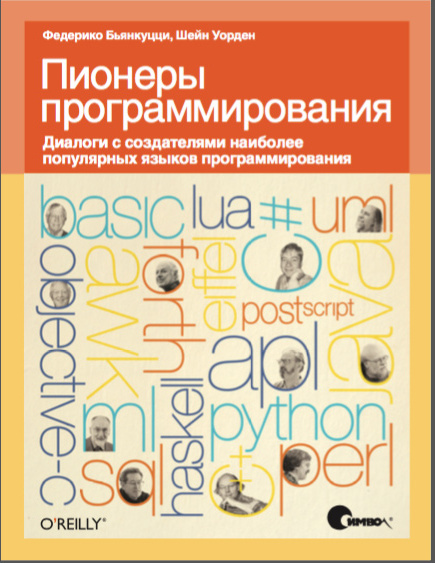 Федерико Бьянкуцци, Шейн Уорден
Пионеры
программирования
Диалоги с создателями наиболее
популярных языков программирования
basic
lua
c#
uml
objective-c
awk
forth
eiffel
postscript
java
apl
ml
haskell
python
sql
c++
perl
O'REILLY®
Символ®